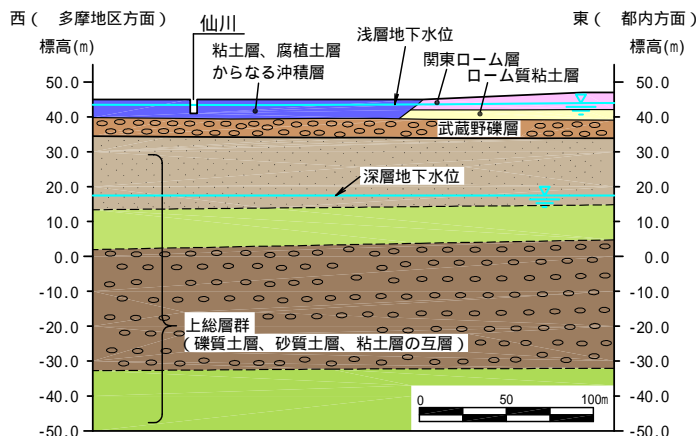 西（ 多摩地区方面）
東（ 都内方面）
標高(m)
標高(m)
仙川
粘土層、腐植土層
からなる沖積層
浅層地下水位
関東ローム層
ローム質粘土層
武蔵野礫層
深層地下水位
上総層群
（礫質土層、砂質土層、粘土層の互層）
50.0
40.0
30.0
20.0
10.0
0.0
-10.0
-20.0
-30.0
-40.0
-50.0
50.0
40.0
30.0
20.0
10.0
0.0
-10.0
-20.0
-30.0
-40.0
-50.0
0 50 100m